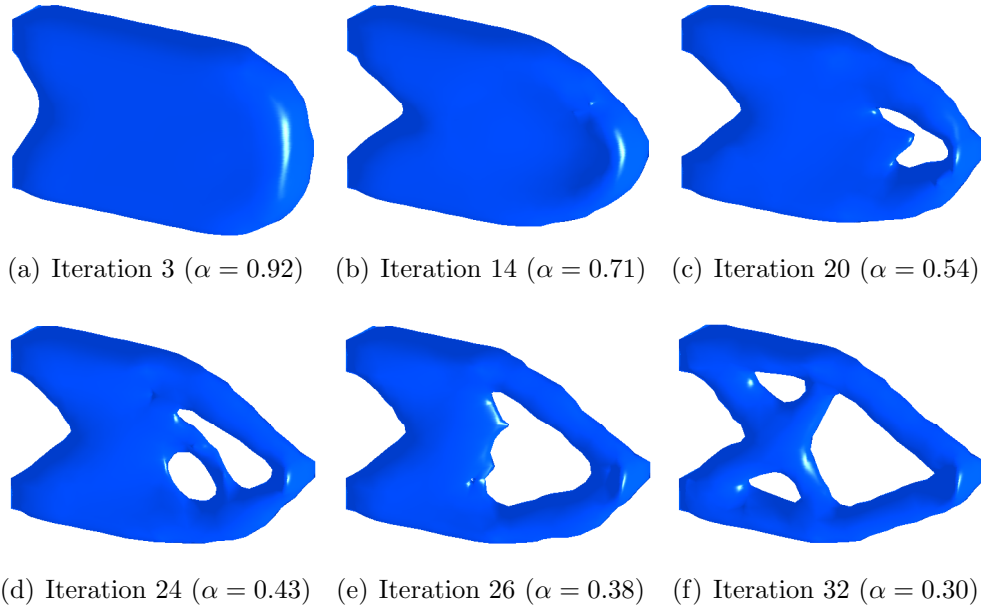 (a) Iteration 3 (α = 0.92)
(b) Iteration 14 (α = 0.71)
(c) Iteration 20 (α = 0.54)
(d) Iteration 24 (α = 0.43)
(e) Iteration 26 (α = 0.38)
(f) Iteration 32 (α = 0.30)